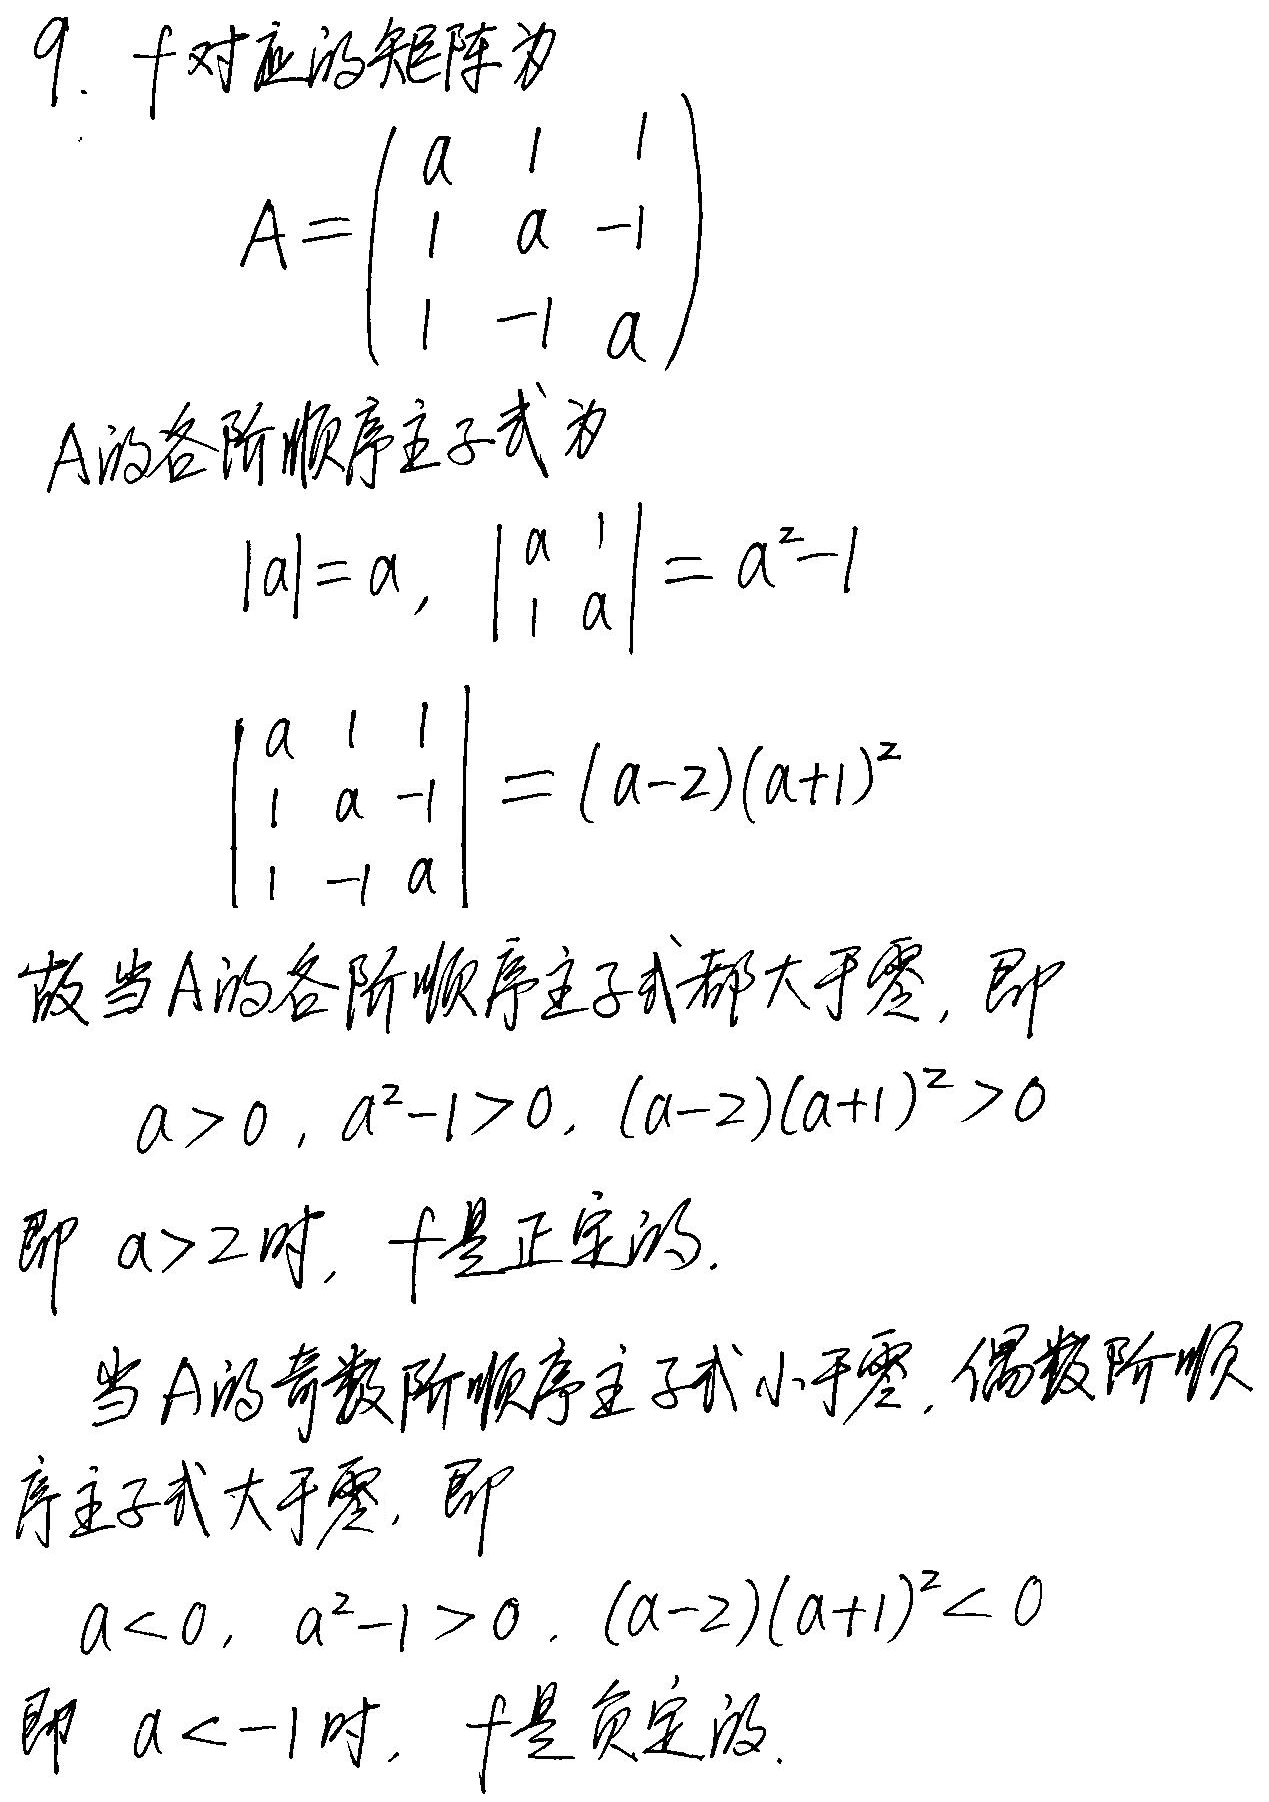 9. f对应的矩阵为
A=(a 1 1
1 a -1
1 -1 a)
A的各阶顺序主子式为
|a|=a, |a 1
1 a|=a²-1
|a 1 1
1 a -1
1 -1 a|=(a-2)(a+1)²
故当A的各阶顺序主子式都大于零, 即
a>0, a²-1>0, (a-2)(a+1)²>0
即 a>2时, f是正定的.
当A的奇数阶顺序主子式小于零, 偶数阶顺
序主子式大于零, 即
a<0, a²-1>0, (a-2)(a+1)²<0
即 a<-1时, f是负定的.